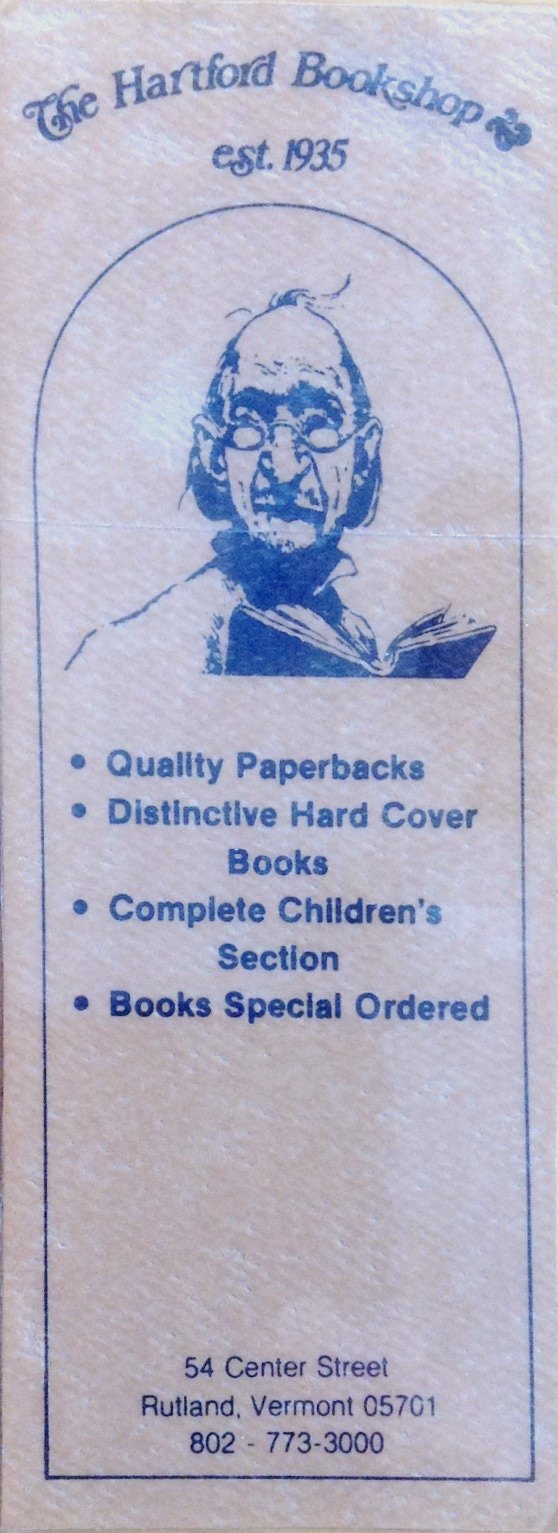 The Hartford Bookshop
est. 1935
• Quality Paperbacks
• Distinctive Hard Cover
Books
• Complete Children's
Section
• Books Special Ordered
54 Center Street
Rutland, Vermont 05701
802 - 773-3000